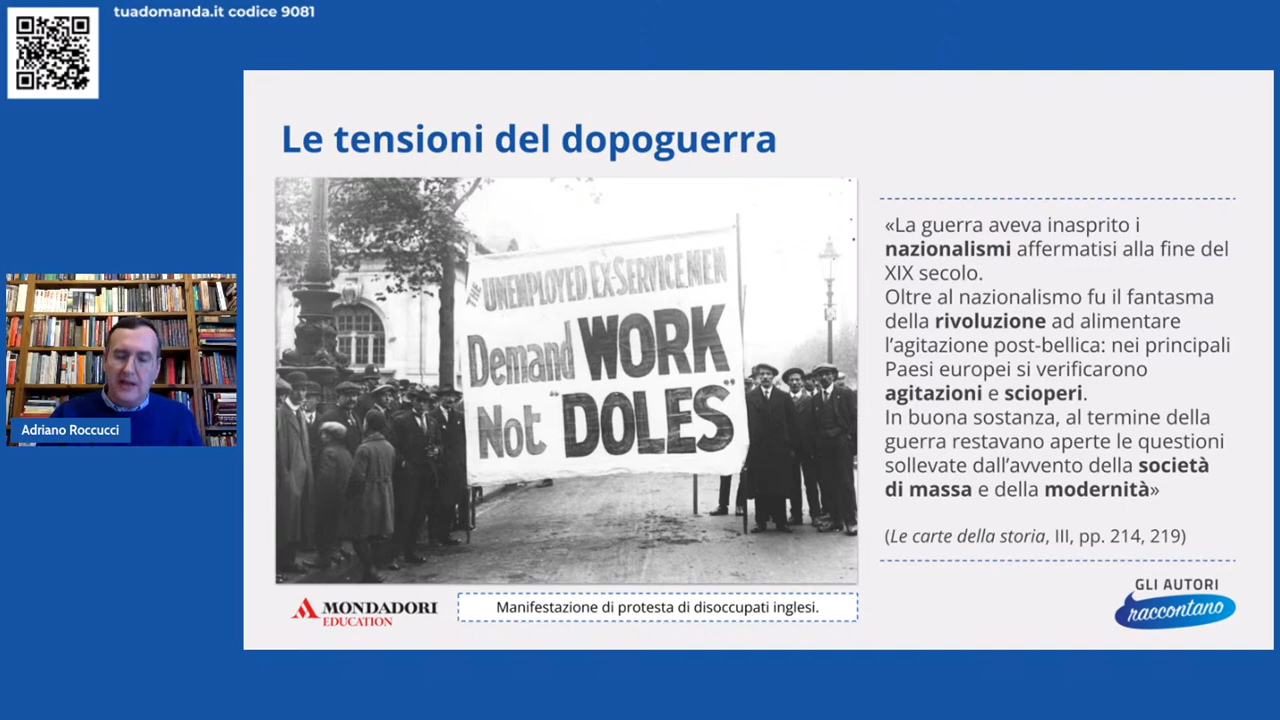 tuadomanda.it codice 9081
Le tensioni del dopoguerra
THE UNEMPLOYED EX-SERVICE MEN
Demand WORK
Not "DOLES"
«La guerra aveva inasprito i
nazionalismi affermatisi alla fine del
XIX secolo.
Oltre al nazionalismo fu il fantasma
della rivoluzione ad alimentare
l’agitazione post-bellica: nei principali
Paesi europei si verificarono
agitazioni e scioperi.
In buona sostanza, al termine della
guerra restavano aperte le questioni
sollevate dall’avvento della società
di massa e della modernità»
(Le carte della storia, III, pp. 214, 219)
Adriano Roccucci
MONDADORI
EDUCATION
Manifestazione di protesta di disoccupati inglesi.
GLI AUTORI
raccontano